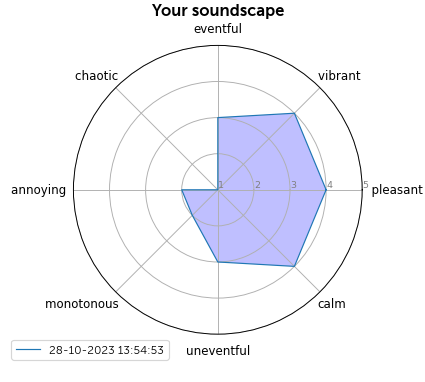 Your soundscape
eventful
chaotic
vibrant
annoying
1
2
3
4
5
pleasant
monotonous
calm
28-10-2023 13:54:53
uneventful